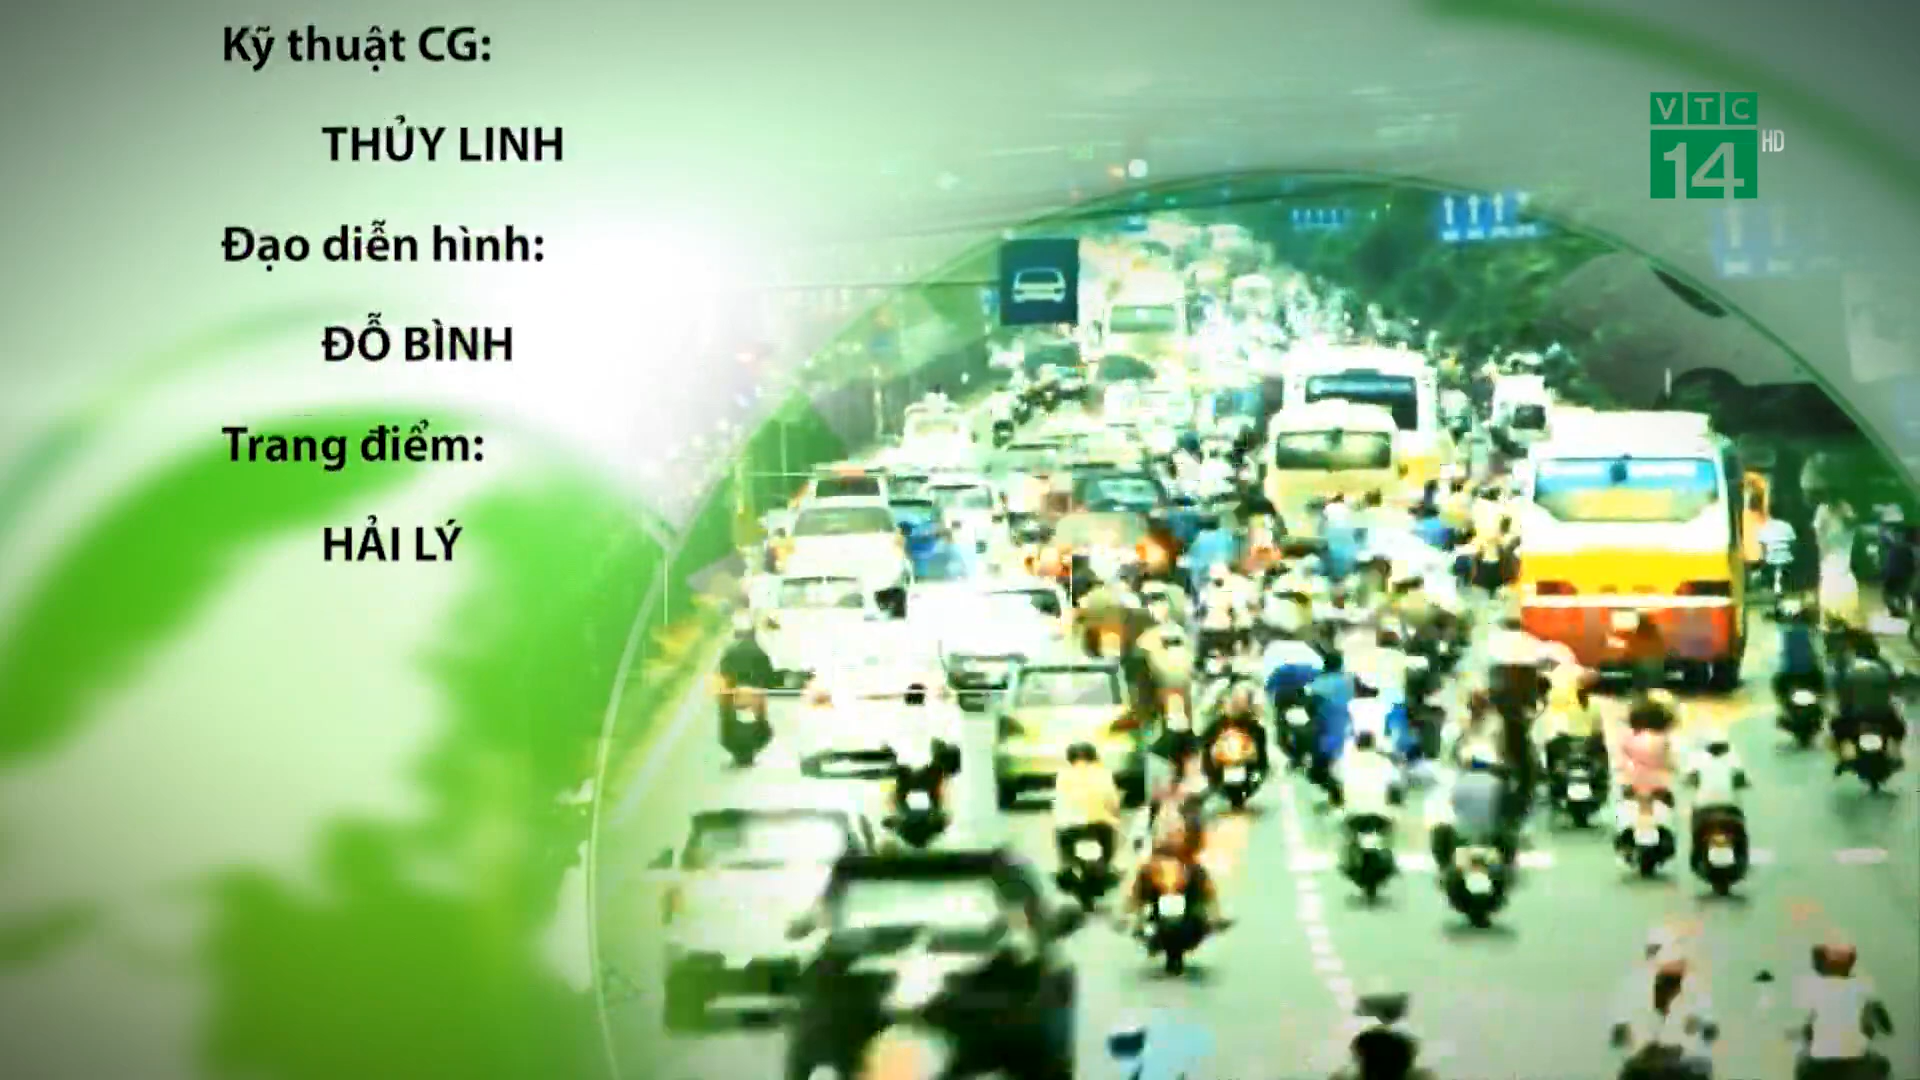 Kỹ thuật CG:
THỦY LINH
Đạo diễn hình:
ĐỖ BÌNH
Trang điểm:
HẢI LÝ
VTC
14 HD